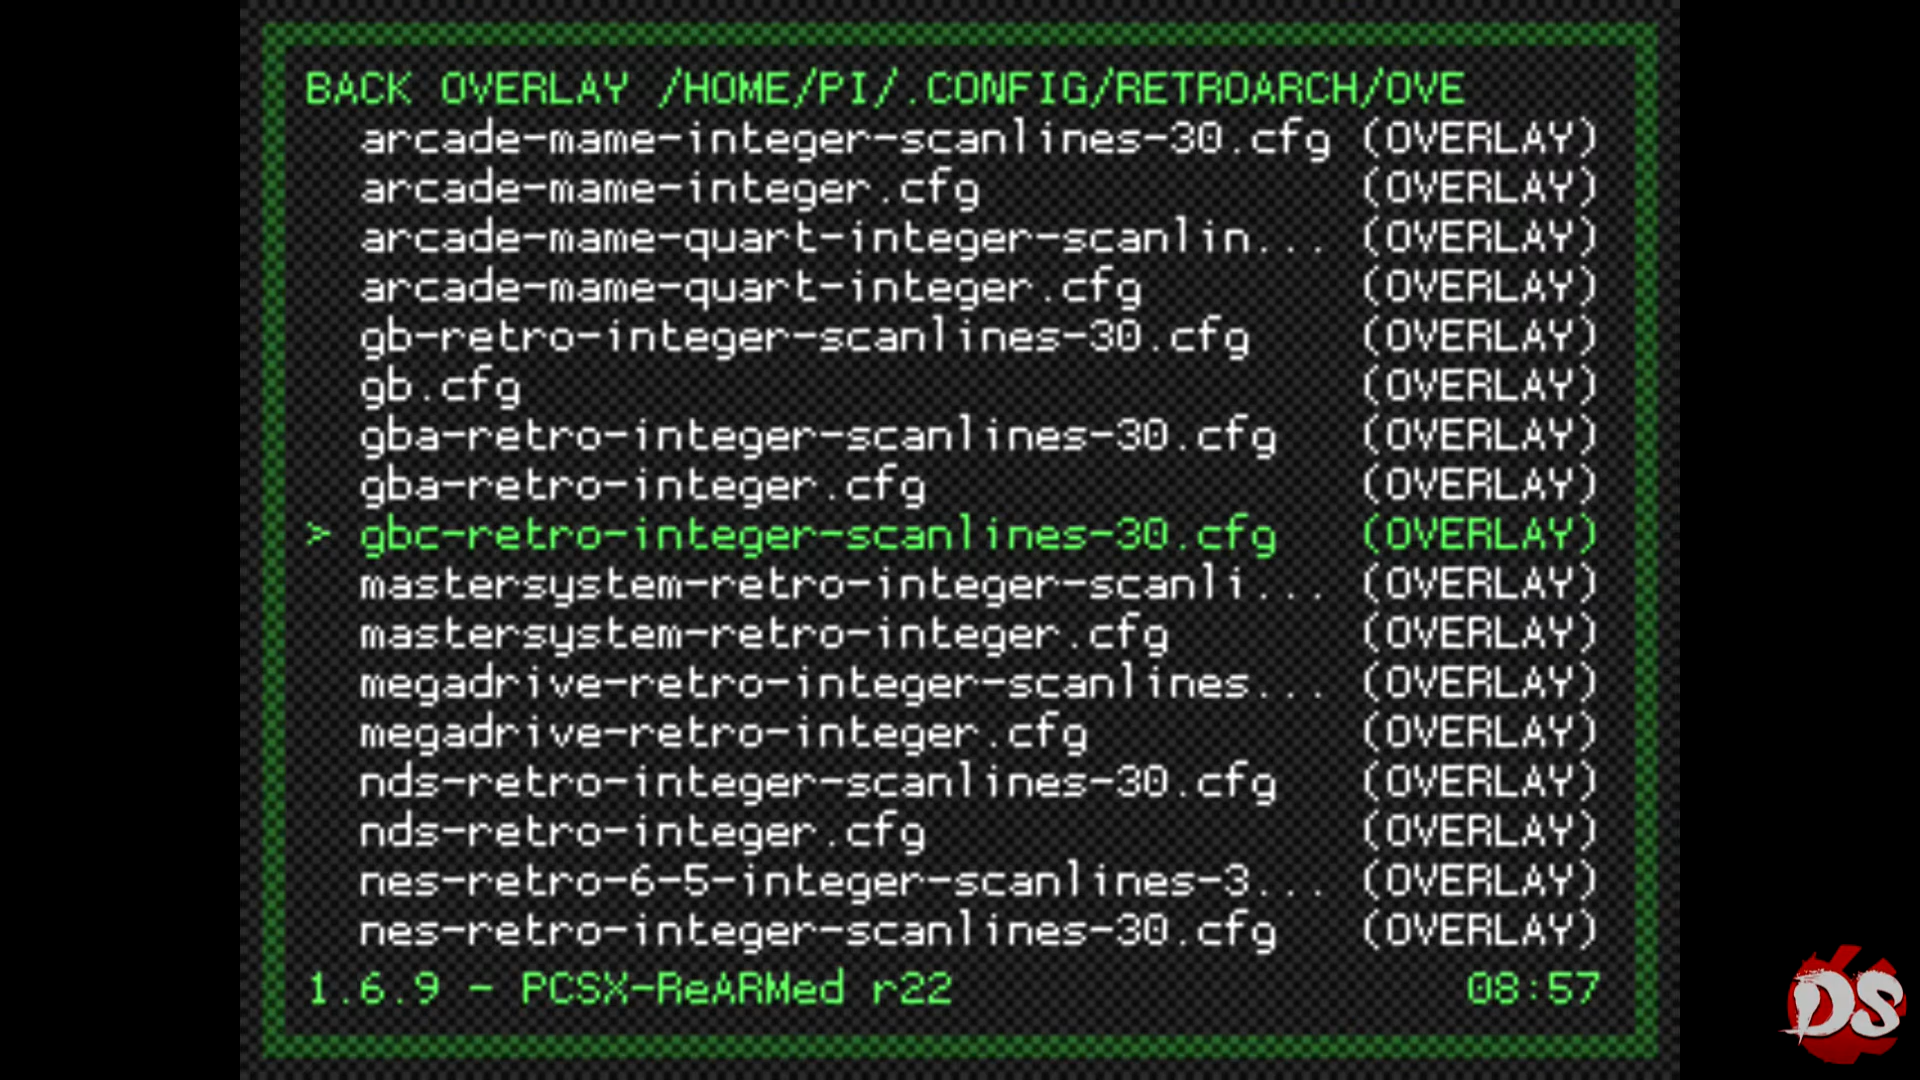 BACK OVERLAY /HOME/PI/.CONFIG/RETROARCH/OVE
arcade-mame-integer-scanlines-30.cfg (OVERLAY)
arcade-mame-integer.cfg (OVERLAY)
arcade-mame-quart-integer-scanlin... (OVERLAY)
arcade-mame-quart-integer.cfg (OVERLAY)
gb-retro-integer-scanlines-30.cfg (OVERLAY)
gb.cfg (OVERLAY)
gba-retro-integer-scanlines-30.cfg (OVERLAY)
gba-retro-integer.cfg (OVERLAY)
> gbc-retro-integer-scanlines-30.cfg (OVERLAY)
mastersystem-retro-integer-scanli... (OVERLAY)
mastersystem-retro-integer.cfg (OVERLAY)
megadrive-retro-integer-scanlines... (OVERLAY)
megadrive-retro-integer.cfg (OVERLAY)
nds-retro-integer-scanlines-30.cfg (OVERLAY)
nds-retro-integer.cfg (OVERLAY)
nes-retro-6-5-integer-scanlines-3... (OVERLAY)
nes-retro-integer-scanlines-30.cfg (OVERLAY)
1.6.9 - PCSX-ReARMed r22 08:57
DS